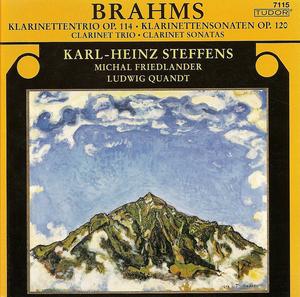 BRAHMS
7115
TUDOR
KLARINETTENTRIO OP. 114 • KLARINETTENSONATEN OP. 120
CLARINET TRIO • CLARINET SONATAS
KARL-HEINZ STEFFENS
MICHAL FRIEDLANDER
LUDWIG QUANDT